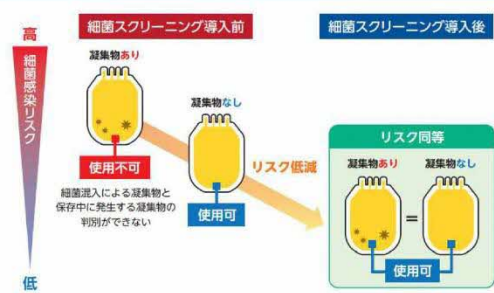 細菌スクリーニング導入前
細菌スクリーニング導入後
高
細菌感染リスク
低
凝集物あり
使用不可
細菌混入による凝集物と
保存中に発生する凝集物の
判別ができない
凝集物なし
使用可
リスク低減
リスク同等
凝集物あり
凝集物なし
=
使用可